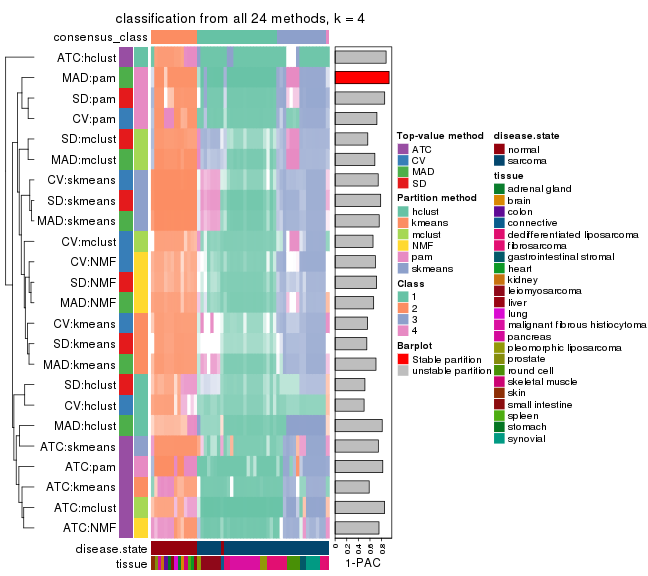 classification from all 24 methods, k = 4
consensus_class
ATC:hclust
MAD:pam
SD:pam
CV:pam
SD:mclust
MAD:mclust
CV:skmeans
SD:skmeans
MAD:skmeans
CV:mclust
CV:NMF
SD:NMF
MAD:NMF
CV:kmeans
SD:kmeans
MAD:kmeans
SD:hclust
CV:hclust
MAD:hclust
ATC:skmeans
ATC:pam
ATC:kmeans
ATC:mclust
ATC:NMF
disease.state
tissue
0
0.2
0.4
0.6
0.8
1-PAC
Top-value method
ATC
CV
MAD
SD
Partition method
hclust
kmeans
mclust
NMF
pam
skmeans
Class
1
2
3
4
Barplot
Stable partition
unstable partition
disease.state
normal
sarcoma
tissue
adrenal gland
brain
colon
connective
dedifferentiated liposarcoma
fibrosarcoma
gastrointestinal stromal
heart
kidney
leiomyosarcoma
liver
lung
malignant fibrous histiocytoma
pancreas
pleomorphic liposarcoma
prostate
round cell
skeletal muscle
skin
small intestine
spleen
stomach
synovial